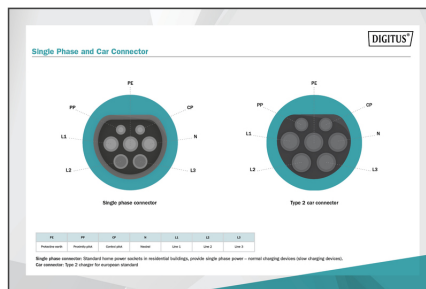 DIGITUS®
Single Phase and Car Connector
PE
PP
CP
L1
N
L2
L3
Single phase connector
PE
PP
CP
L1
N
L2
L3
Type 2 car connector
PE PP CP N L1 L2 L3
Protective earth Proximity pilot Control pilot Neutral Line 1 Line 2 Line 3
Single phase connector: Standard home power sockets in residential buildings, provide single phase power – normal charging devices (slow charging devices).
Car connector: Type 2 charger for european standard